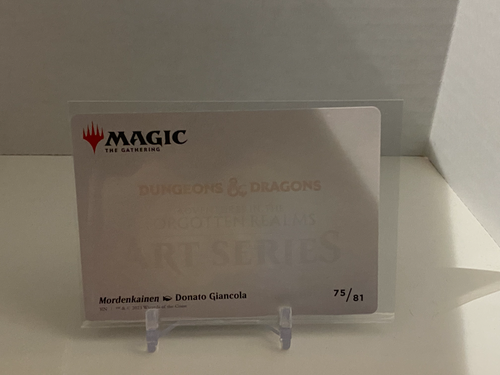 MAGIC
THE GATHERING
DUNGEONS & DRAGONS
FORGOTTEN REALMS
ART SERIES
Mordenkainen Donato Giancola
75/81